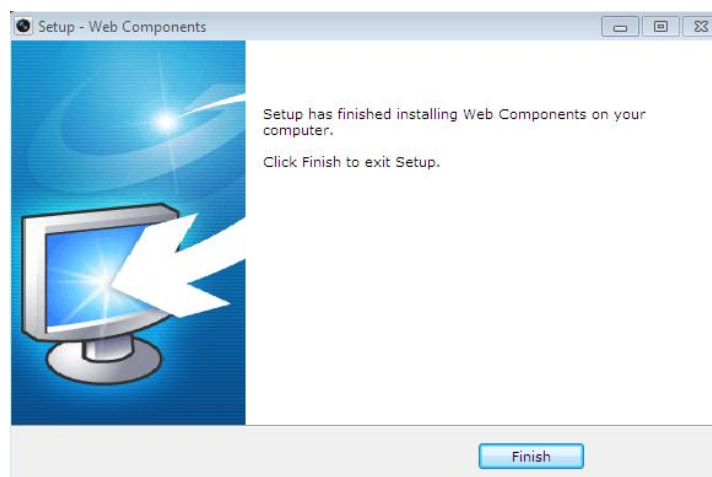 Setup - Web Components
Setup has finished installing Web Components on your
computer.
Click Finish to exit Setup.
Finish